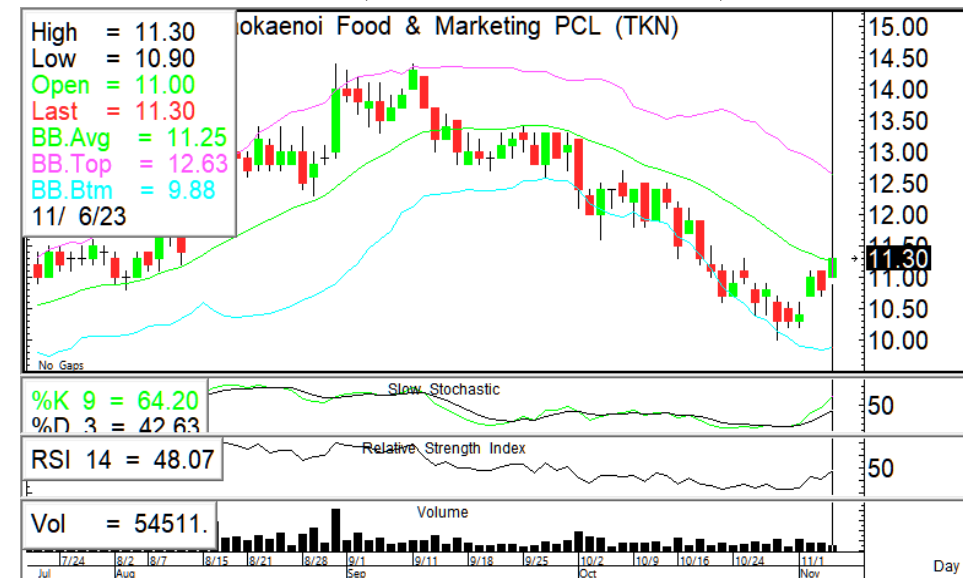 High = 11.30
Low = 10.90
Open = 11.00
Last = 11.30
BB.Avg = 11.25
BB.Top = 12.63
BB.Btm = 9.88
11/ 6/23
okaenoi Food & Marketing PCL (TKN)
15.00
14.50
14.00
13.50
13.00
12.50
12.00
11.50
11.30
11.00
10.50
10.00
No Gaps
Slow Stochastic
%K 9 = 64.20
%D 3 = 42.63
50
Relative Strength Index
RSI 14 = 48.07
50
Volume
Vol = 54511.
7/24 8/2 8/7 8/15 8/21 8/28 9/1 9/11 9/18 9/25 10/2 10/9 10/16 10/24 11/1
Jul Aug Sep Oct Nov
Day